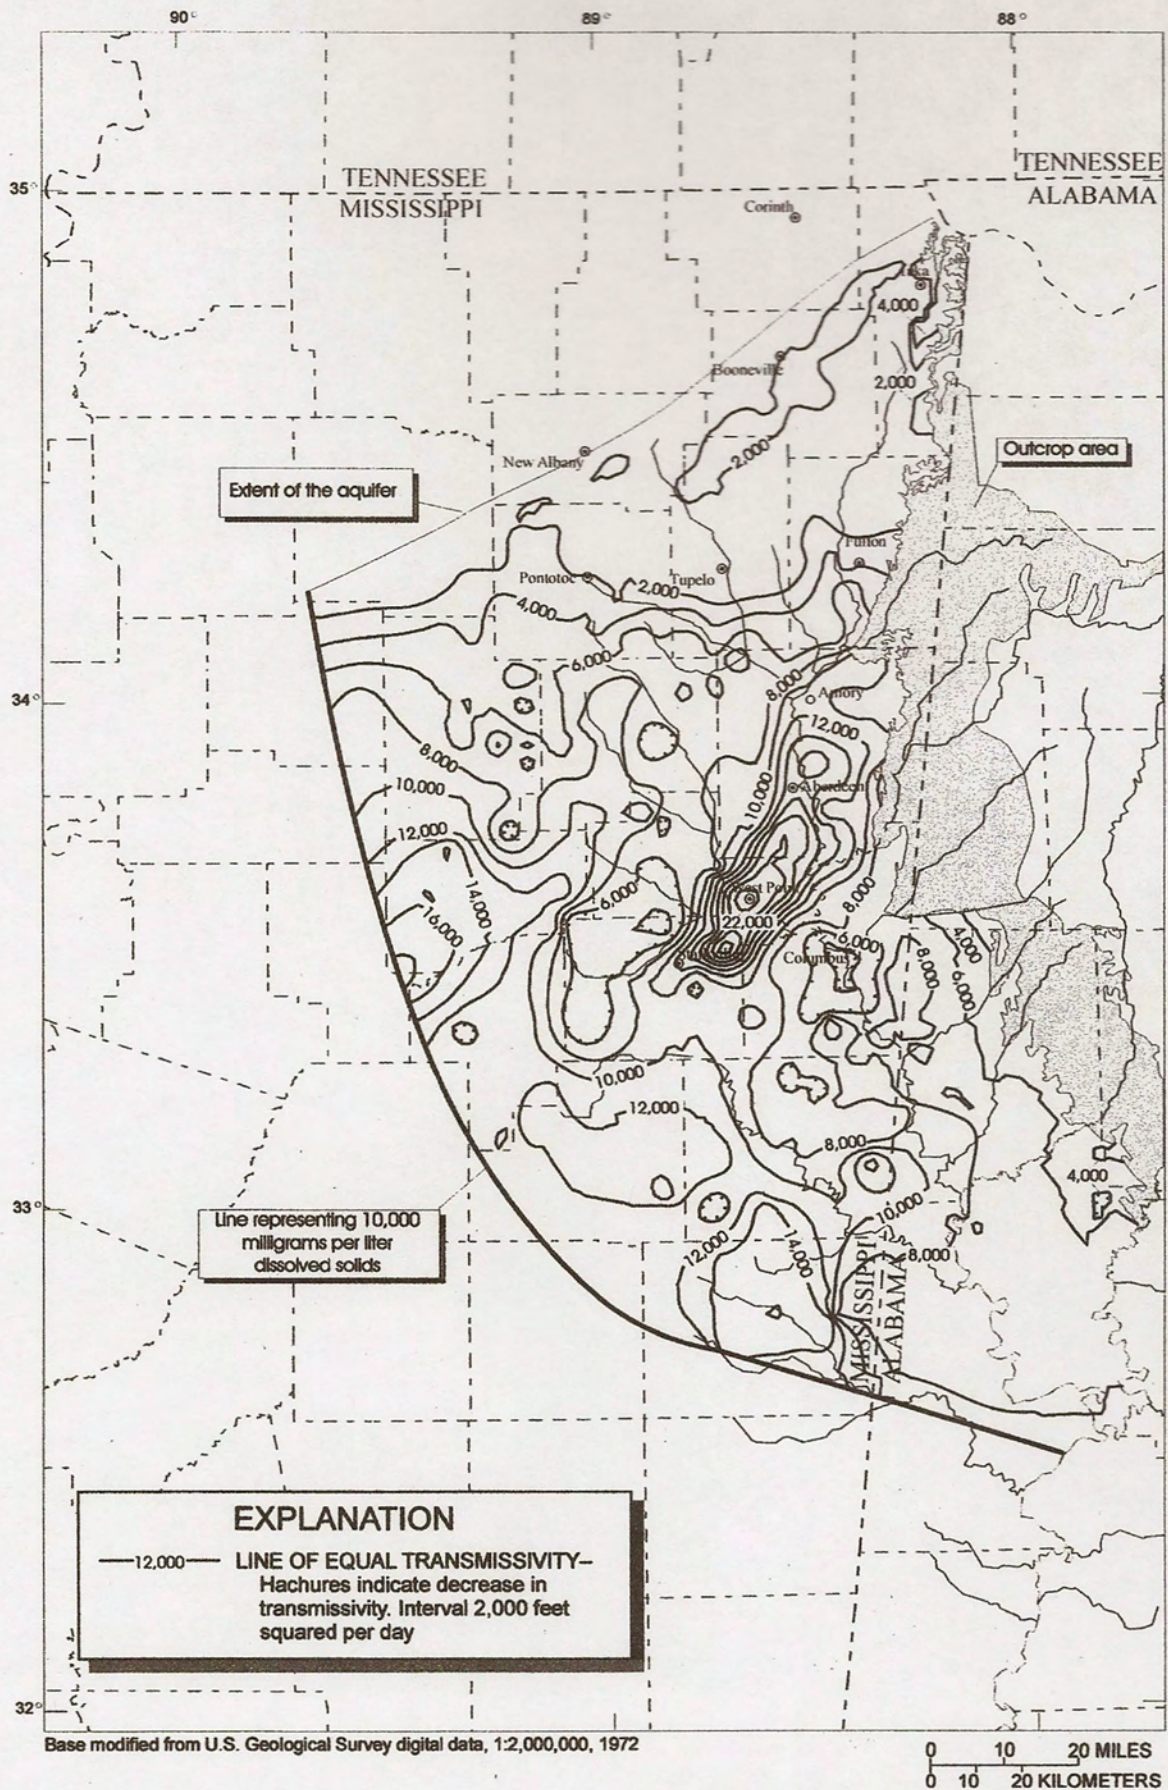 90°
89°
88°
35°
TENNESSEE
MISSISSIPPI
TENNESSEE
ALABAMA
Corinth
4,000
Booneville
2,000
New Albany
2,000
Outcrop area
Extent of the aquifer
Fulton
Pontotoc
Tupelo
2,000
4,000
6,000
8,000
34°
Amory
12,000
8,000
10,000
10,000
Aberdeen
12,000
14,000
6,000
West Point
8,000
16,000
22,000
4,000
6,000
8,000
6,000
Columbus
10,000
12,000
8,000
4,000
33°
10,000
Line representing 10,000
milligrams per liter
dissolved solids
12,000
14,000
8,000
MISSISSIPPI
ALABAMA
EXPLANATION
12,000
LINE OF EQUAL TRANSMISSIVITY–
Hachures indicate decrease in
transmissivity. Interval 2,000 feet
squared per day
32°
Base modified from U.S. Geological Survey digital data, 1:2,000,000, 1972
0 10 20 MILES
0 10 20 KILOMETERS